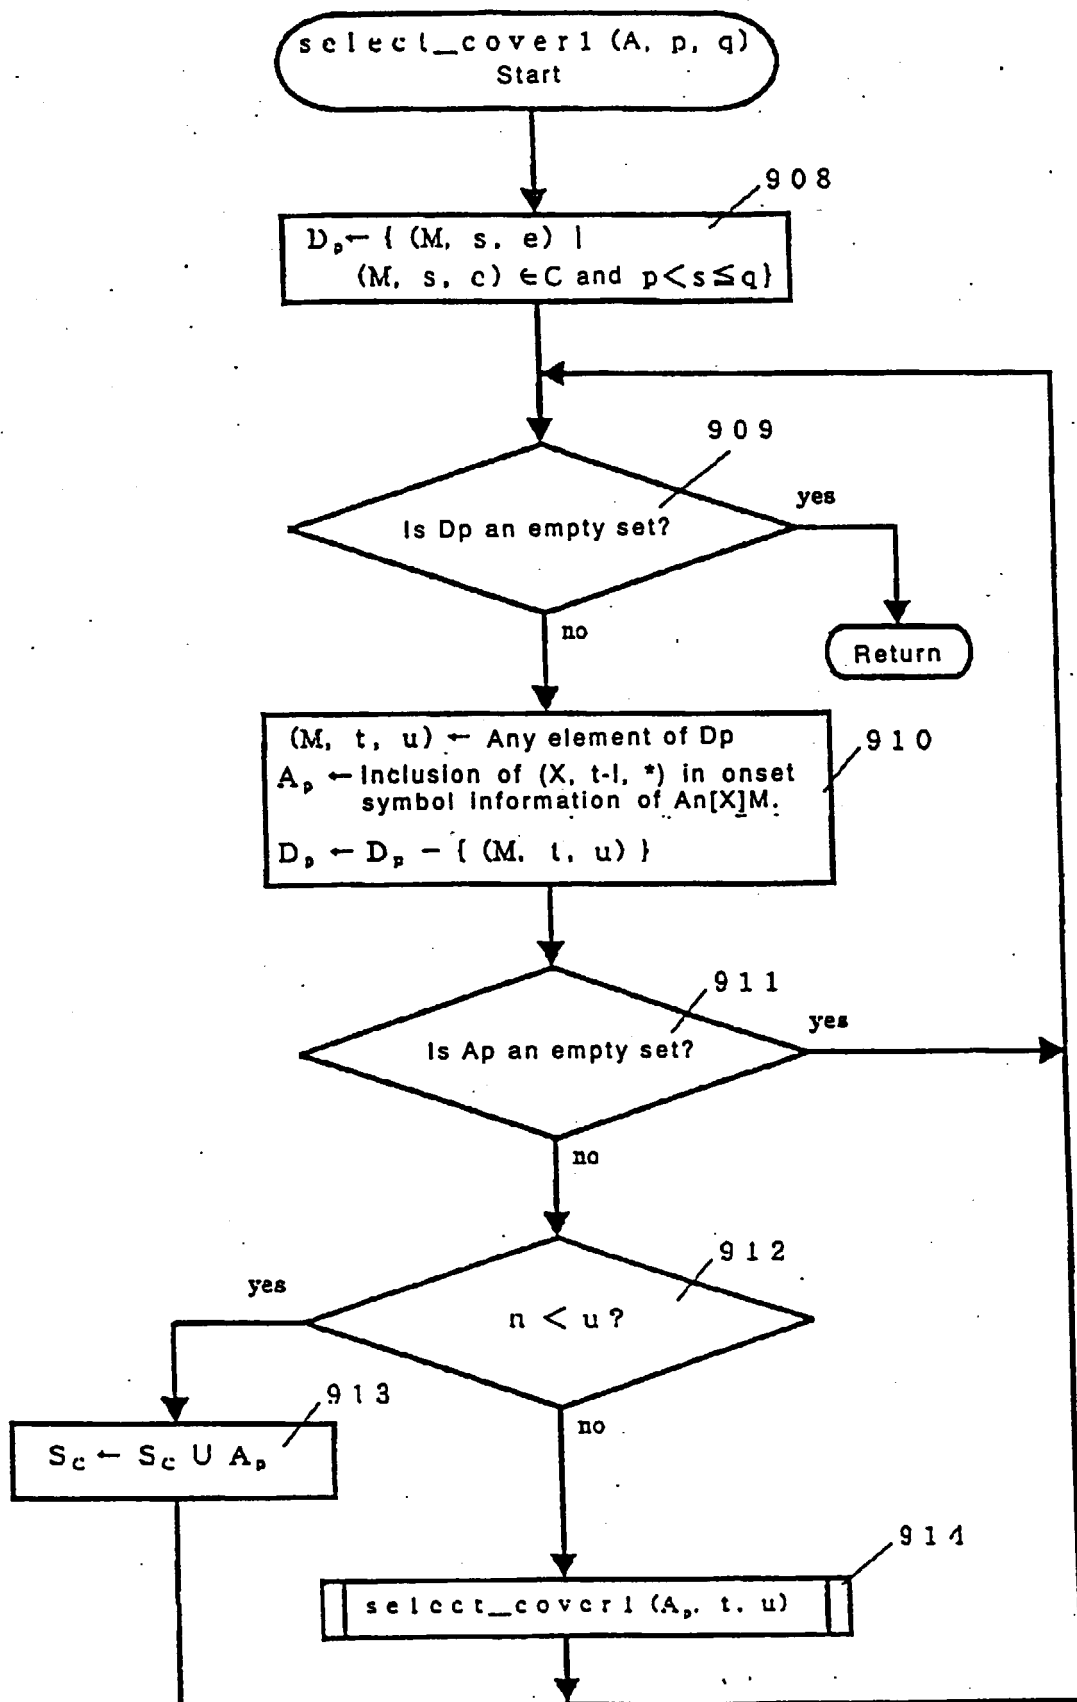 select_cover1 (A, p, q)
Start
908
Dp ← { (M, s, e) |
(M, s, c) ∈ C and p < s ≦ q}
909
Is Dp an empty set?
yes
no
Return
(M, t, u) ← Any element of Dp
910
Ap ← Inclusion of (X, t-1, *) in onset
symbol information of An[X]M.
Dp ← Dp - { (M, t, u) }
911
Is Ap an empty set?
yes
no
912
yes
n < u ?
no
913
Sc ← Sc ∪ Ap
914
select_cover1 (Ap, t, u)